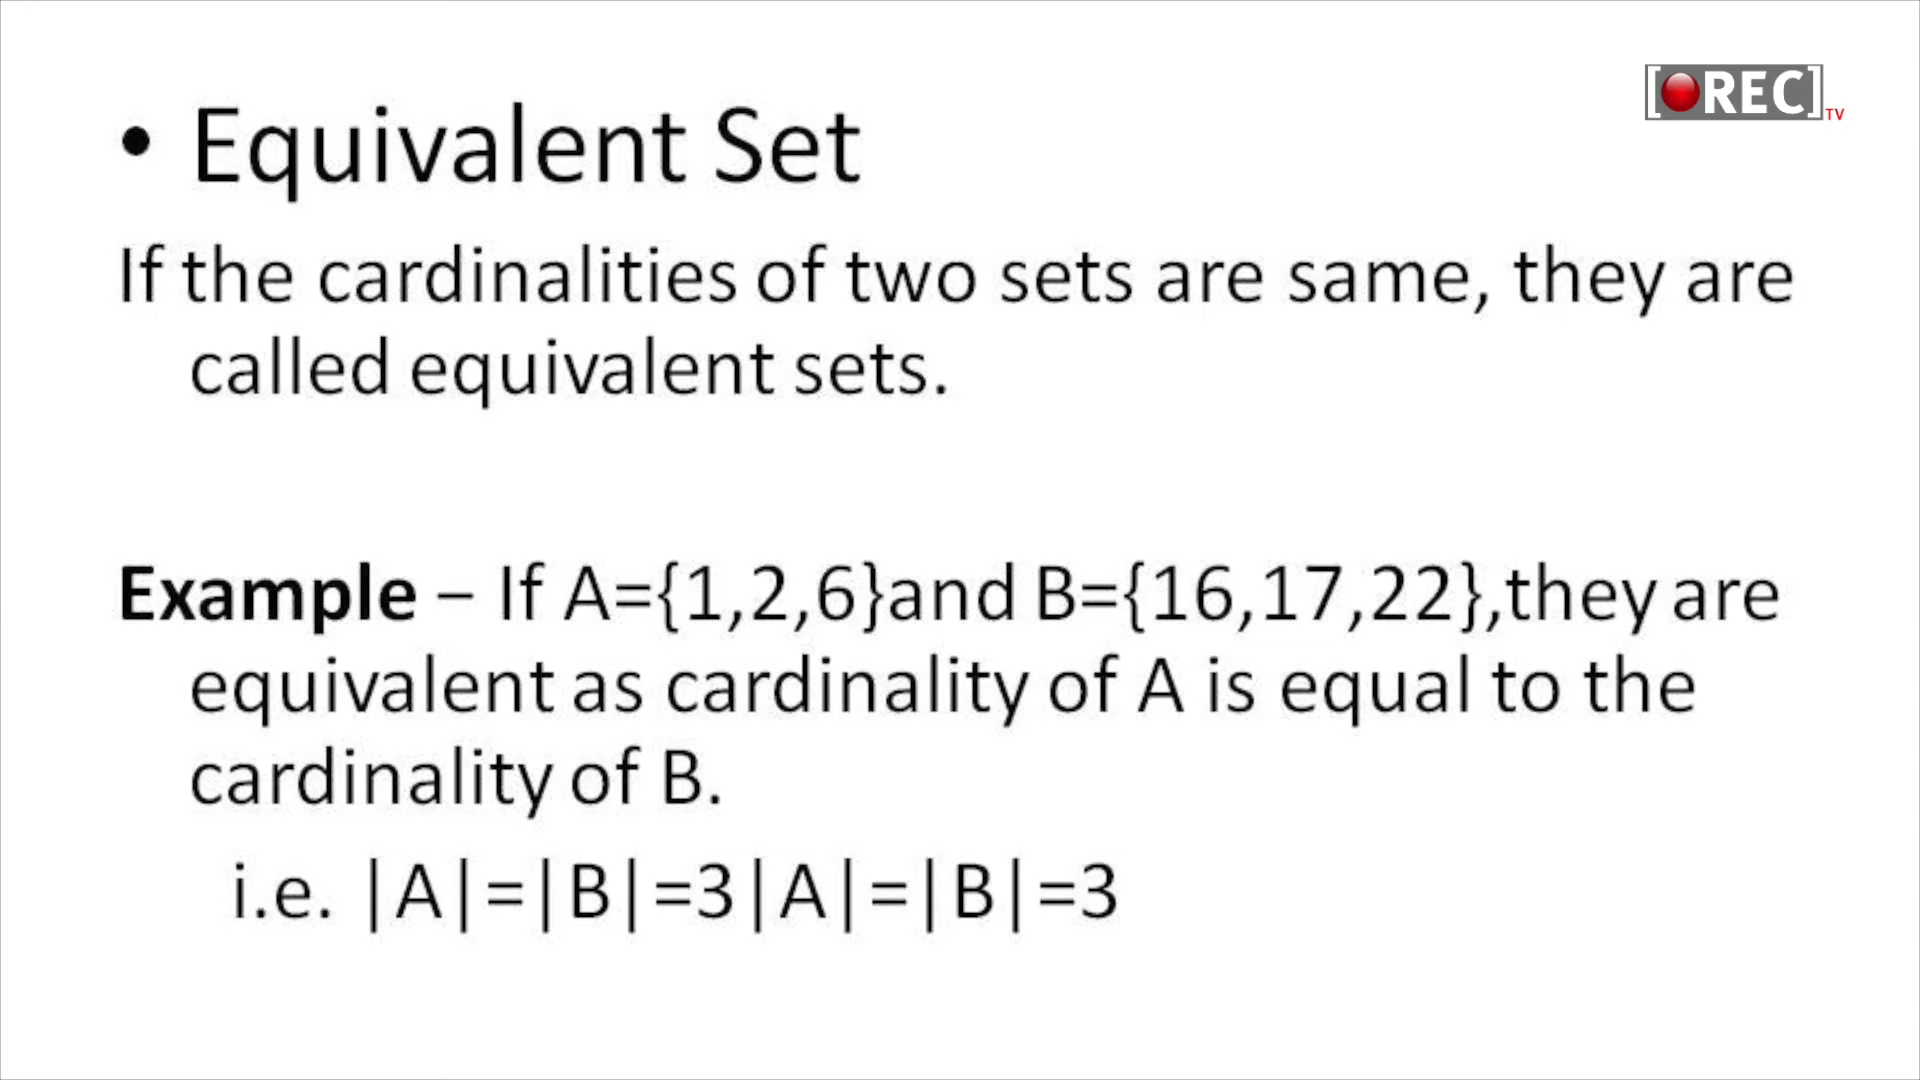 [REC]TV
• Equivalent Set
If the cardinalities of two sets are same, they are
called equivalent sets.
Example – If A={1,2,6}and B={16,17,22},they are
equivalent as cardinality of A is equal to the
cardinality of B.
i.e. |A|=|B|=3|A|=|B|=3